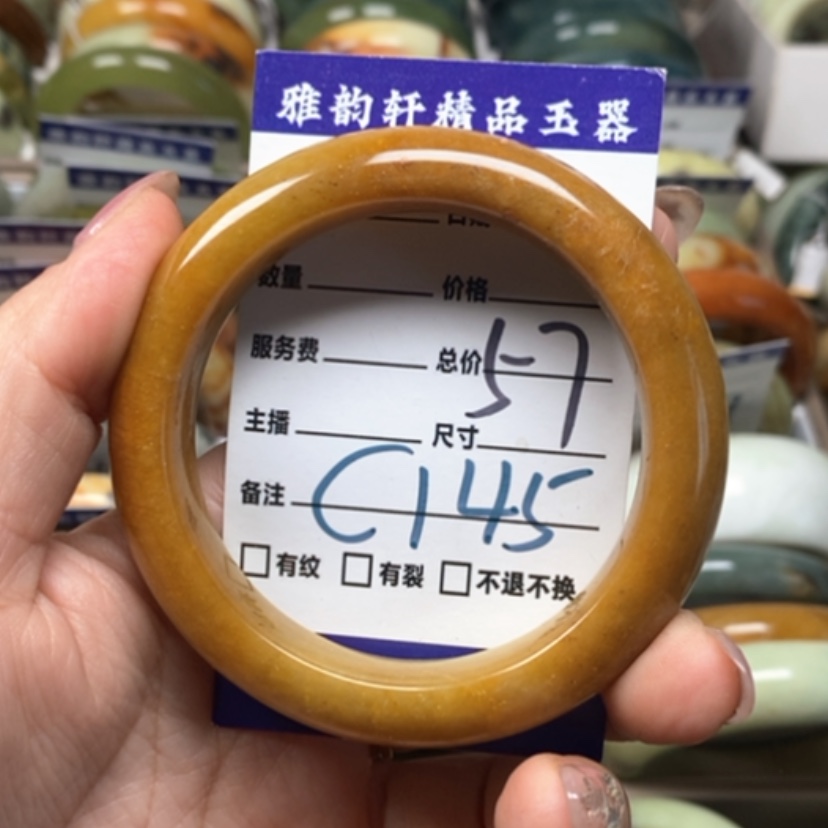 雅韵轩精品玉器
数量 价格
服务费 总价 57
主播 尺寸
备注 C145
有纹 有裂 不退不换